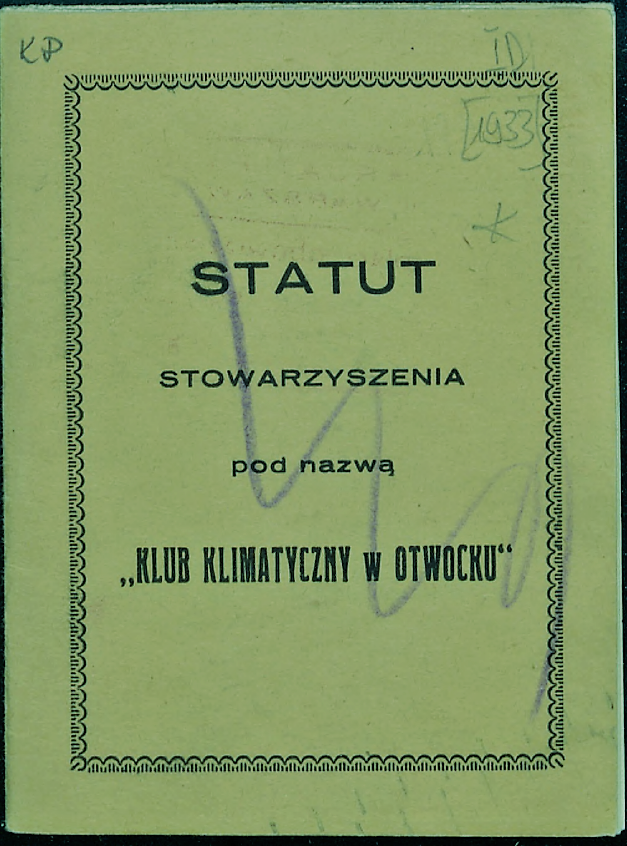 KP
ID
[1933]
STATUT
STOWARZYSZENIA
pod nazwą
„KLUB KLIMATYCZNY w OTWOCKU“